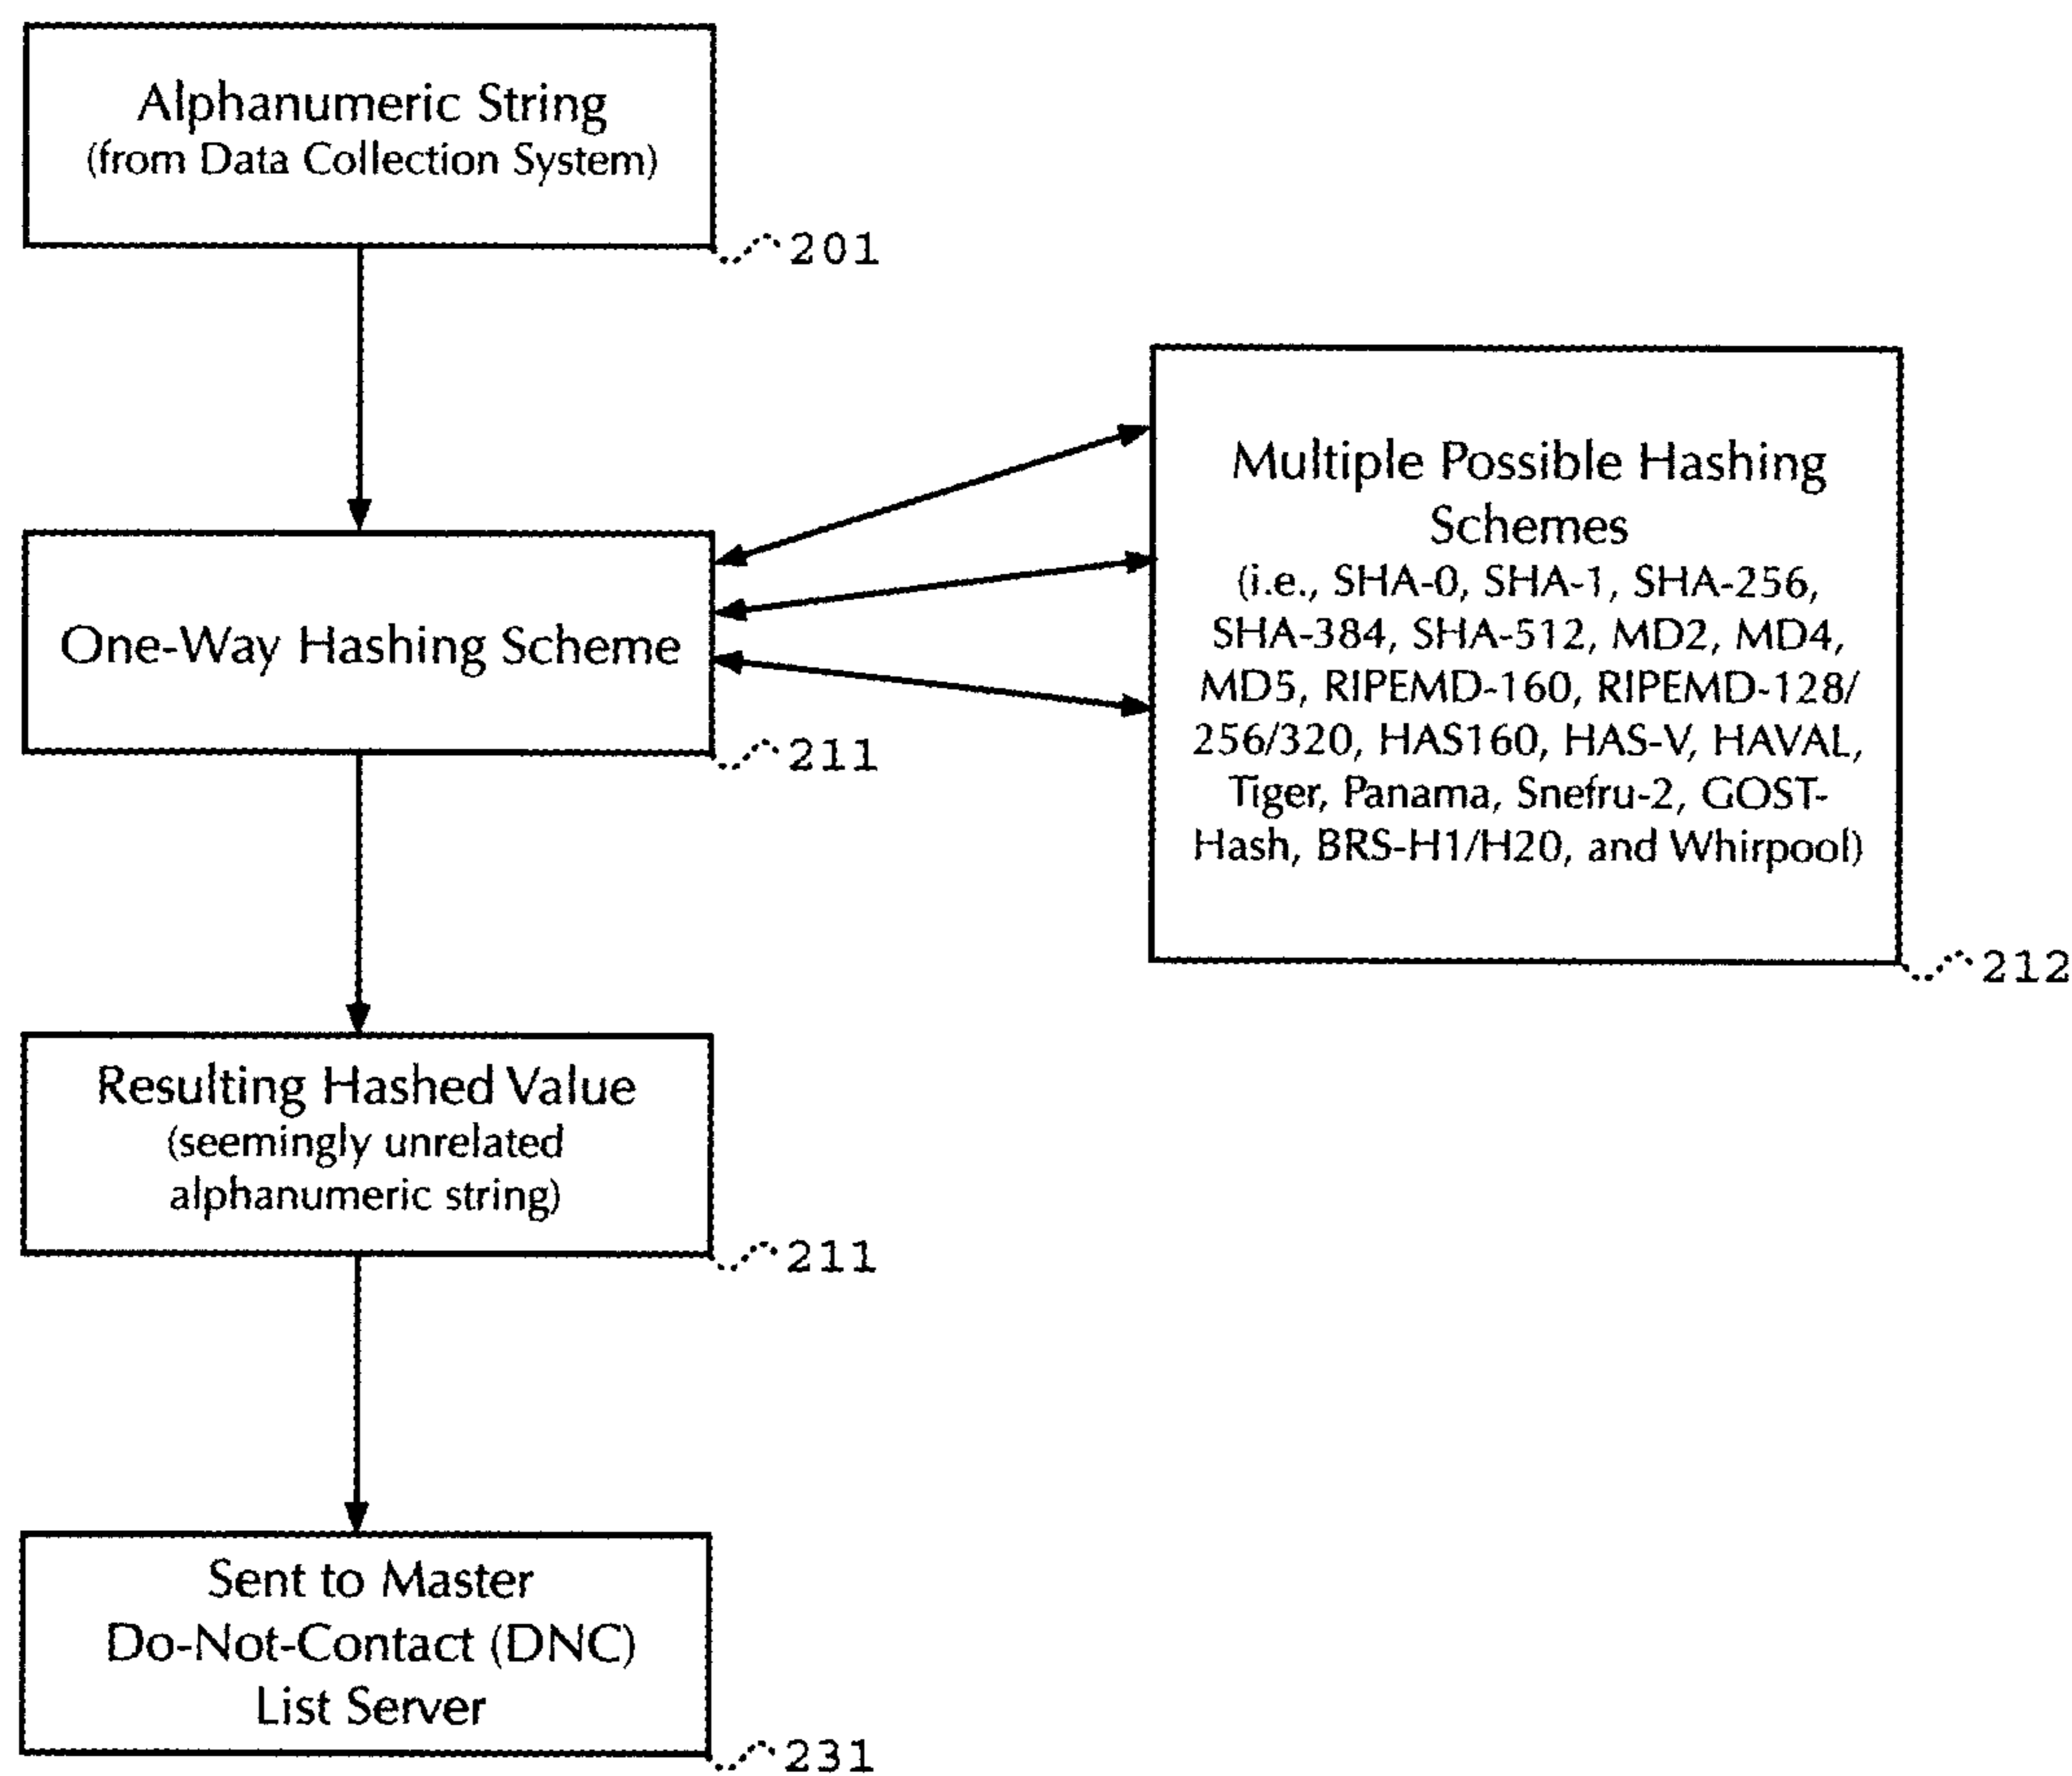 Alphanumeric String
(from Data Collection System)
201
Multiple Possible Hashing
Schemes
(i.e., SHA-0, SHA-1, SHA-256,
SHA-384, SHA-512, MD2, MD4,
MD5, RIPEMD-160, RIPEMD-128/
256/320, HAS160, HAS-V, HAVAL,
Tiger, Panama, Snefru-2, GOST-
Hash, BRS-H1/H20, and Whirpool)
212
One-Way Hashing Scheme
211
Resulting Hashed Value
(seemingly unrelated
alphanumeric string)
211
Sent to Master
Do-Not-Contact (DNC)
List Server
231